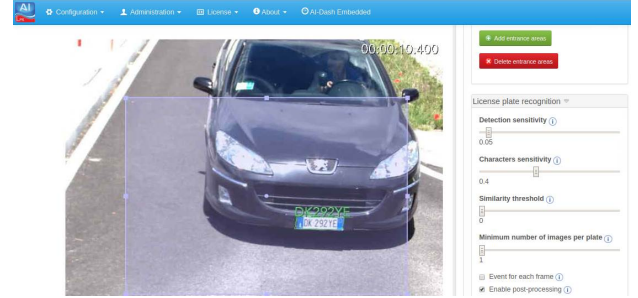 AI
Configuration
Administration
License
About
AI-Dash Embedded
00:00:10.400
DK292YE
DK 292YE
Add entrance areas
Delete entrance areas
License plate recognition
Detection sensitivity
0.05
Characters sensitivity
0.4
Similarity threshold
0
Minimum number of images per plate
1
Event for each frame
Enable post-processing